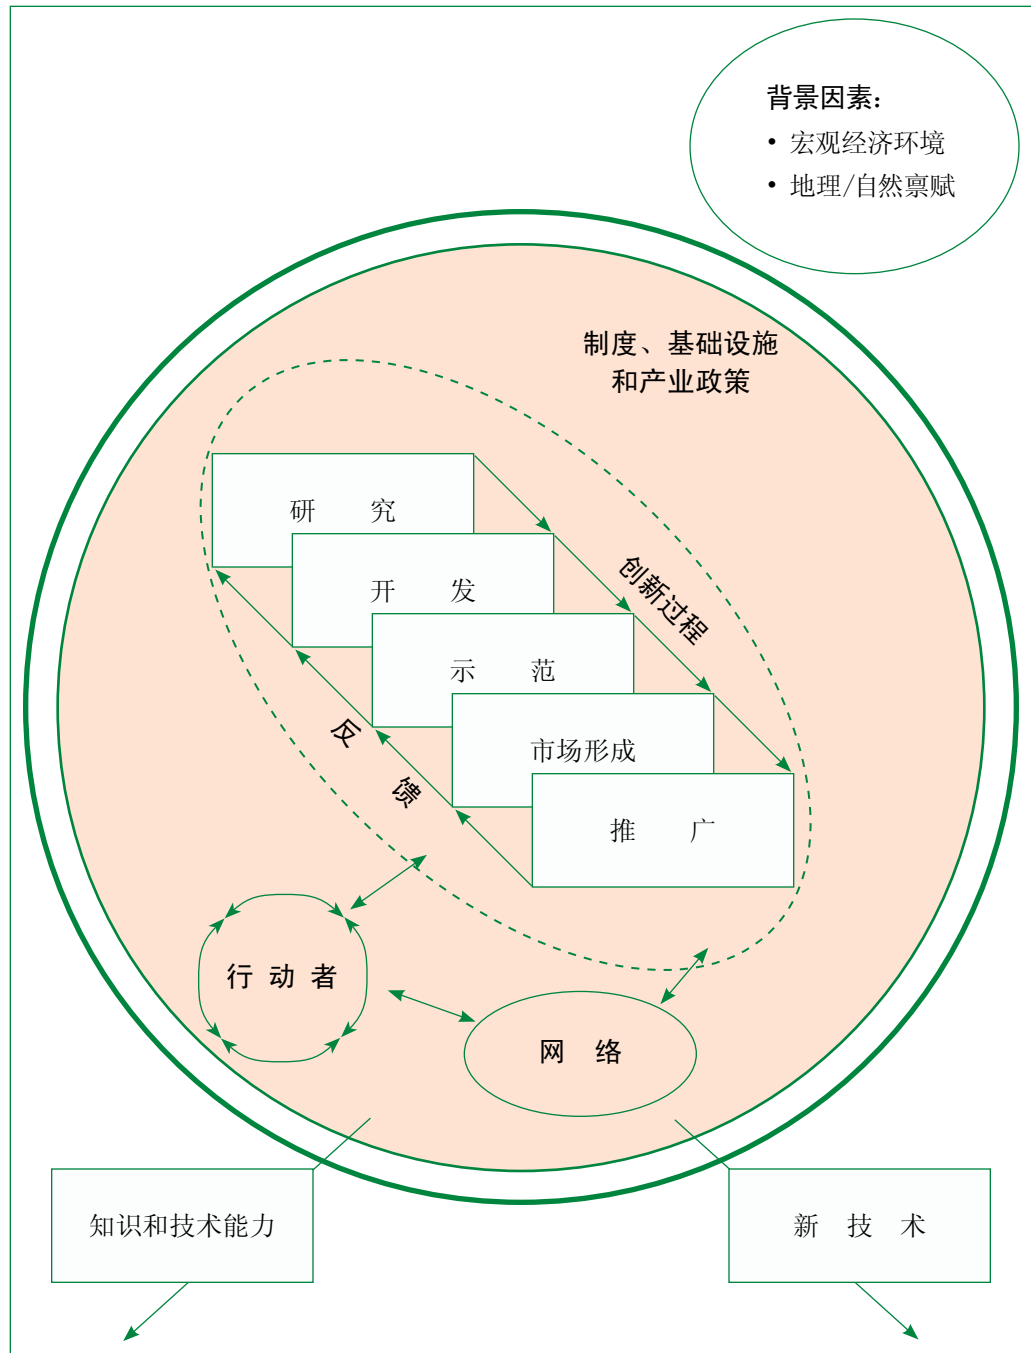 背景因素：
• 宏观经济环境
• 地理/自然禀赋
制度、基础设施
和产业政策
研 究
开 发
创新过程
示 范
反
馈
市场形成
推 广
行动者
网 络
知识和技术能力
新 技 术